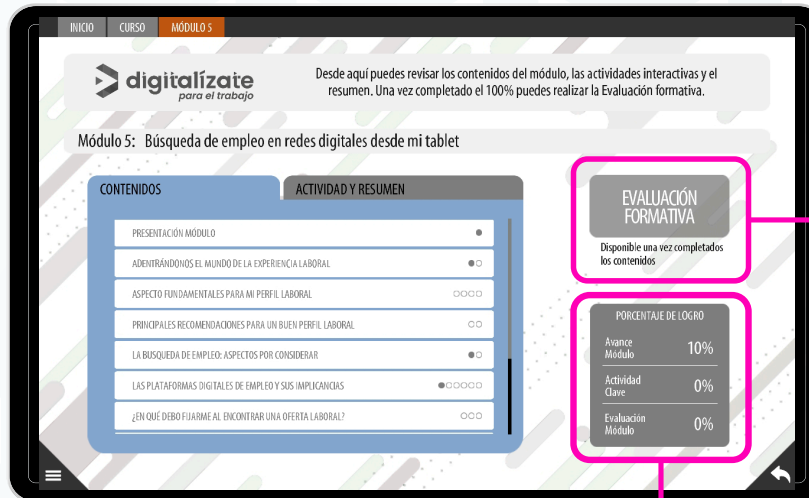 INICIO
CURSO
MÓDULO 5
digitalízate
para el trabajo
Desde aquí puedes revisar los contenidos del módulo, las actividades interactivas y el
resumen. Una vez completado el 100% puedes realizar la Evaluación formativa.
Módulo 5: Búsqueda de empleo en redes digitales desde mi tablet
CONTENIDOS
ACTIVIDAD Y RESUMEN
PRESENTACIÓN MÓDULO
ADENTRÁNDONOS EL MUNDO DE LA EXPERIENCIA LABORAL
ASPECTO FUNDAMENTALES PARA MI PERFIL LABORAL
PRINCIPALES RECOMENDACIONES PARA UN BUEN PERFIL LABORAL
LA BUSQUEDA DE EMPLEO: ASPECTOS POR CONSIDERAR
LAS PLATAFORMAS DIGITALES DE EMPLEO Y SUS IMPLICANCIAS
¿EN QUÉ DEBO FIJARME AL ENCONTRAR UNA OFERTA LABORAL?
EVALUACIÓN
FORMATIVA
Disponible una vez completados
los contenidos
PORCENTAJE DE LOGRO
Avance
Módulo
10%
Actividad
Clave
0%
Evaluación
Módulo
0%